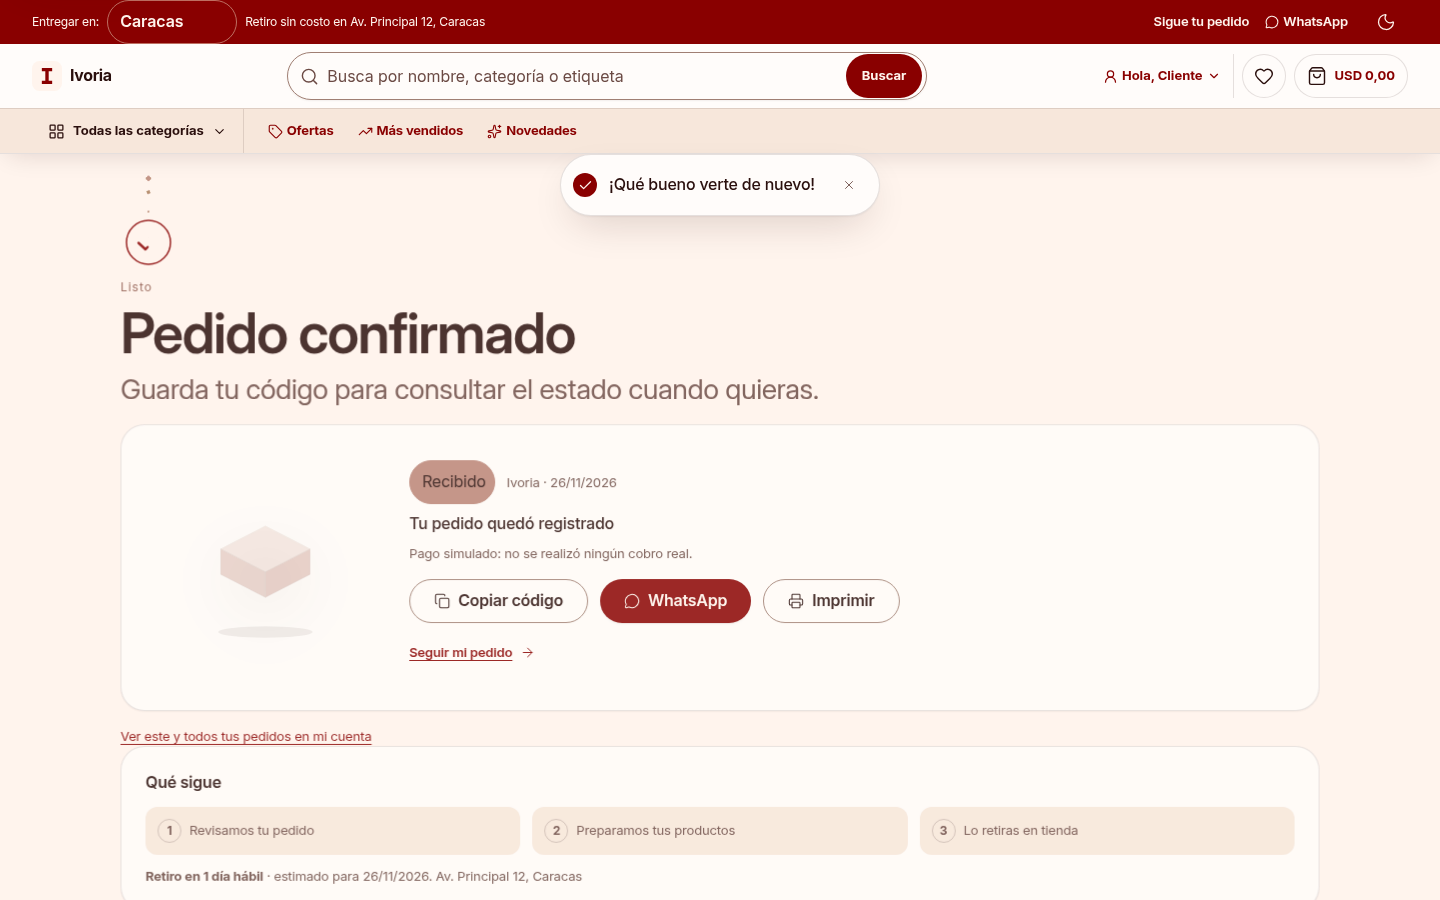 Entregar en: Caracas Retiro sin costo en Av. Principal 12, Caracas Sigue tu pedido WhatsApp
I Ivoria Busca por nombre, categoría o etiqueta Buscar Hola, Cliente USD 0,00
Todas las categorías Ofertas Más vendidos Novedades
¡Qué bueno verte de nuevo!
Listo
Pedido confirmado
Guarda tu código para consultar el estado cuando quieras.
Recibido Ivoria · 26/11/2026
Tu pedido quedó registrado
Pago simulado: no se realizó ningún cobro real.
Copiar código WhatsApp Imprimir
Seguir mi pedido
Ver este y todos tus pedidos en mi cuenta
Qué sigue
1 Revisamos tu pedido 2 Preparamos tus productos 3 Lo retiras en tienda
Retiro en 1 día hábil · estimado para 26/11/2026. Av. Principal 12, Caracas